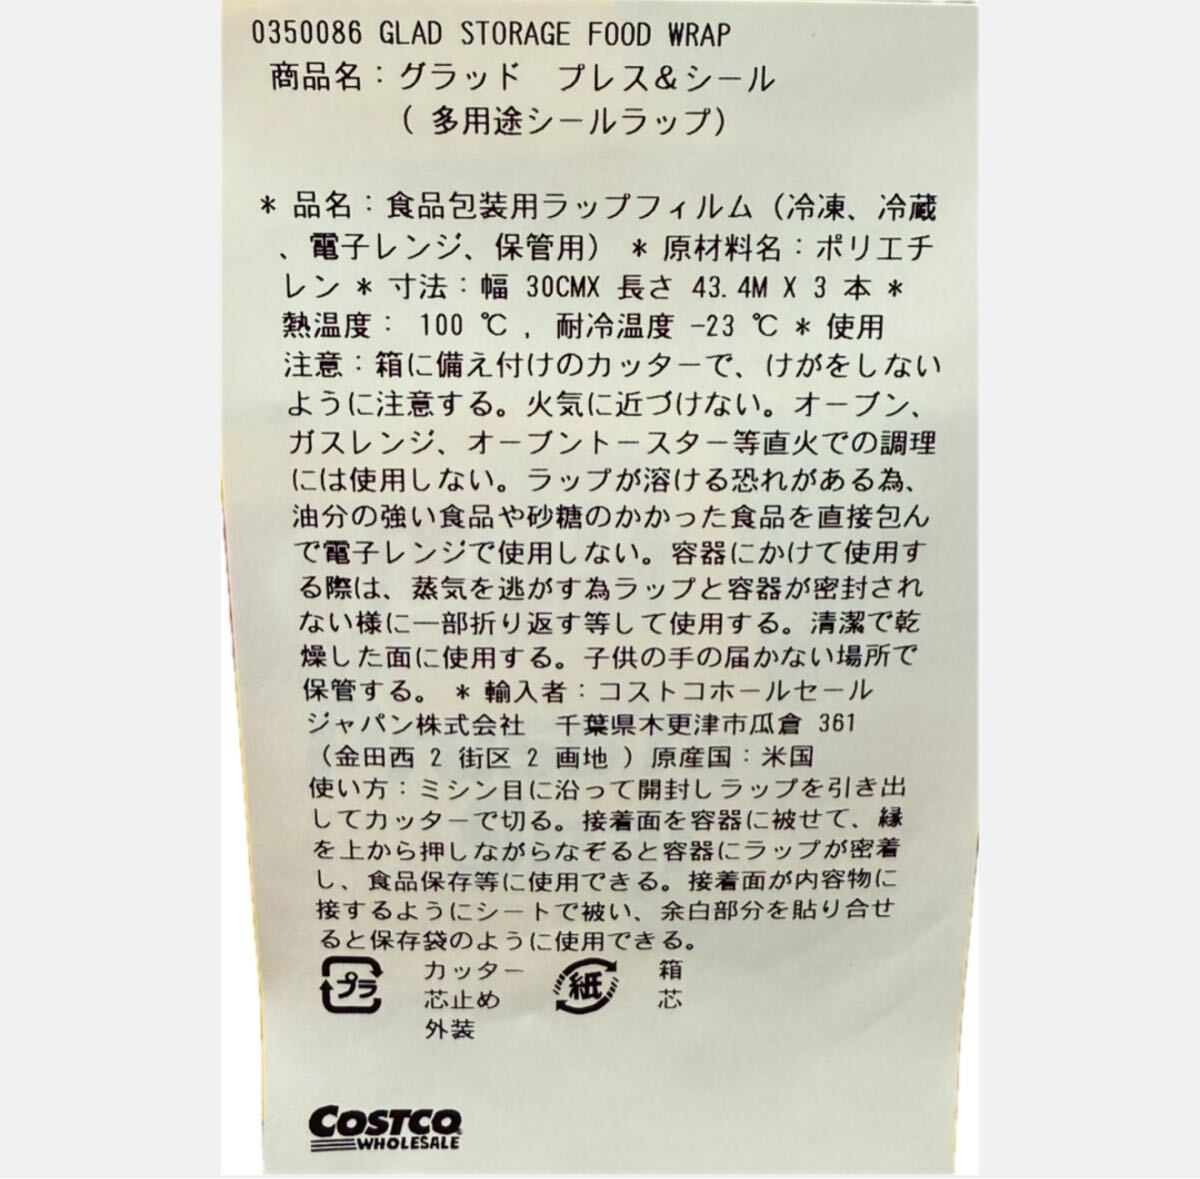 0350086 GLAD STORAGE FOOD WRAP
商品名：グラッド プレス＆シール
（ 多用途シールラップ）
* 品名：食品包装用ラップフィルム（冷凍、冷蔵
、電子レンジ、保管用） * 原材料名：ポリエチ
レン * 寸法：幅 30CMX 長さ 43.4M X 3 本 *
熱温度： 100 ℃ , 耐冷温度 -23 ℃ * 使用
注意：箱に備え付けのカッターで、けがをしない
ように注意する。火気に近づけない。オーブン、
ガスレンジ、オーブントースター等直火での調理
には使用しない。ラップが溶ける恐れがある為、
油分の強い食品や砂糖のかかった食品を直接包ん
で電子レンジで使用しない。容器にかけて使用す
る際は、蒸気を逃がす為ラップと容器が密封され
ない様に一部折り返す等して使用する。清潔で乾
燥した面に使用する。子供の手の届かない場所で
保管する。 * 輸入者：コストコホールセール
ジャパン株式会社 千葉県木更津市瓜倉 361
（金田西 2 街区 2 画地 ）原産国：米国
使い方：ミシン目に沿って開封しラップを引き出
してカッターで切る。接着面を容器に被せて、縁
を上から押しながらなぞると容器にラップが密着
し、食品保存等に使用できる。接着面が内容物に
接するようにシートで被い、余白部分を貼り合せ
ると保存袋のように使用できる。
プラ カッター 紙 箱
芯止め 芯
外装
COSTCO
WHOLESALE